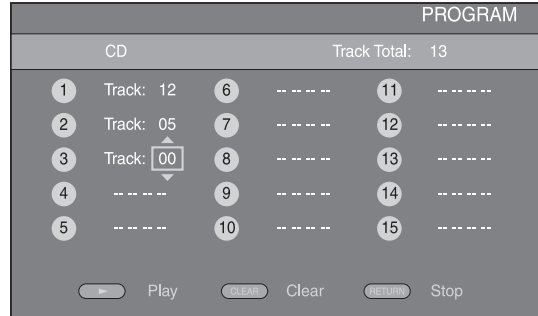 PROGRAM
CD Track Total: 13
1 Track: 12 6 -- -- -- -- 11 -- -- -- --
2 Track: 05 7 -- -- -- -- 12 -- -- -- --
3 Track: 00 8 -- -- -- -- 13 -- -- -- --
4 -- -- -- -- 9 -- -- -- -- 14 -- -- -- --
5 -- -- -- -- 10 -- -- -- -- 15 -- -- -- --
Play CLEAR Clear RETURN Stop